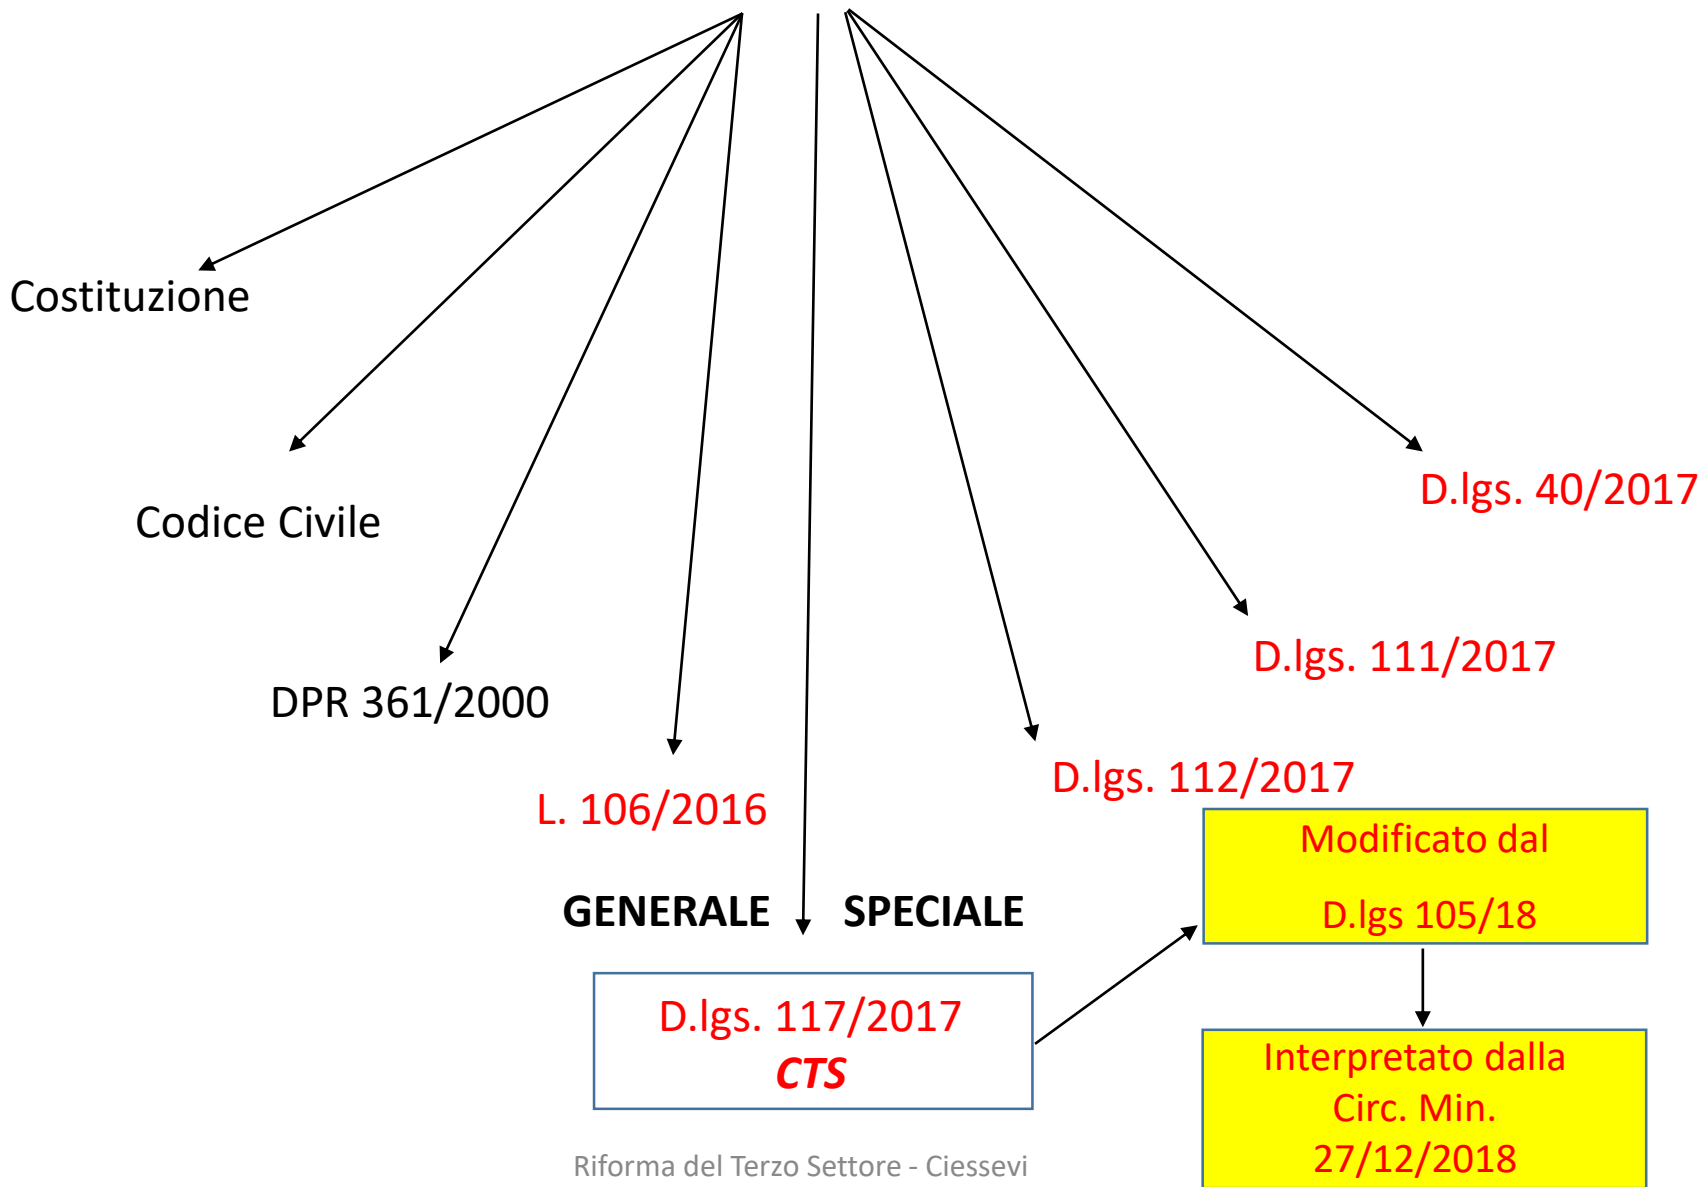 Costituzione
Codice Civile
DPR 361/2000
L. 106/2016
D.lgs. 40/2017
D.lgs. 111/2017
D.lgs. 112/2017
GENERALE SPECIALE
D.lgs. 117/2017
CTS
Modificato dal
D.lgs 105/18
Interpretato dalla
Circ. Min.
27/12/2018
Riforma del Terzo Settore - Ciessevi